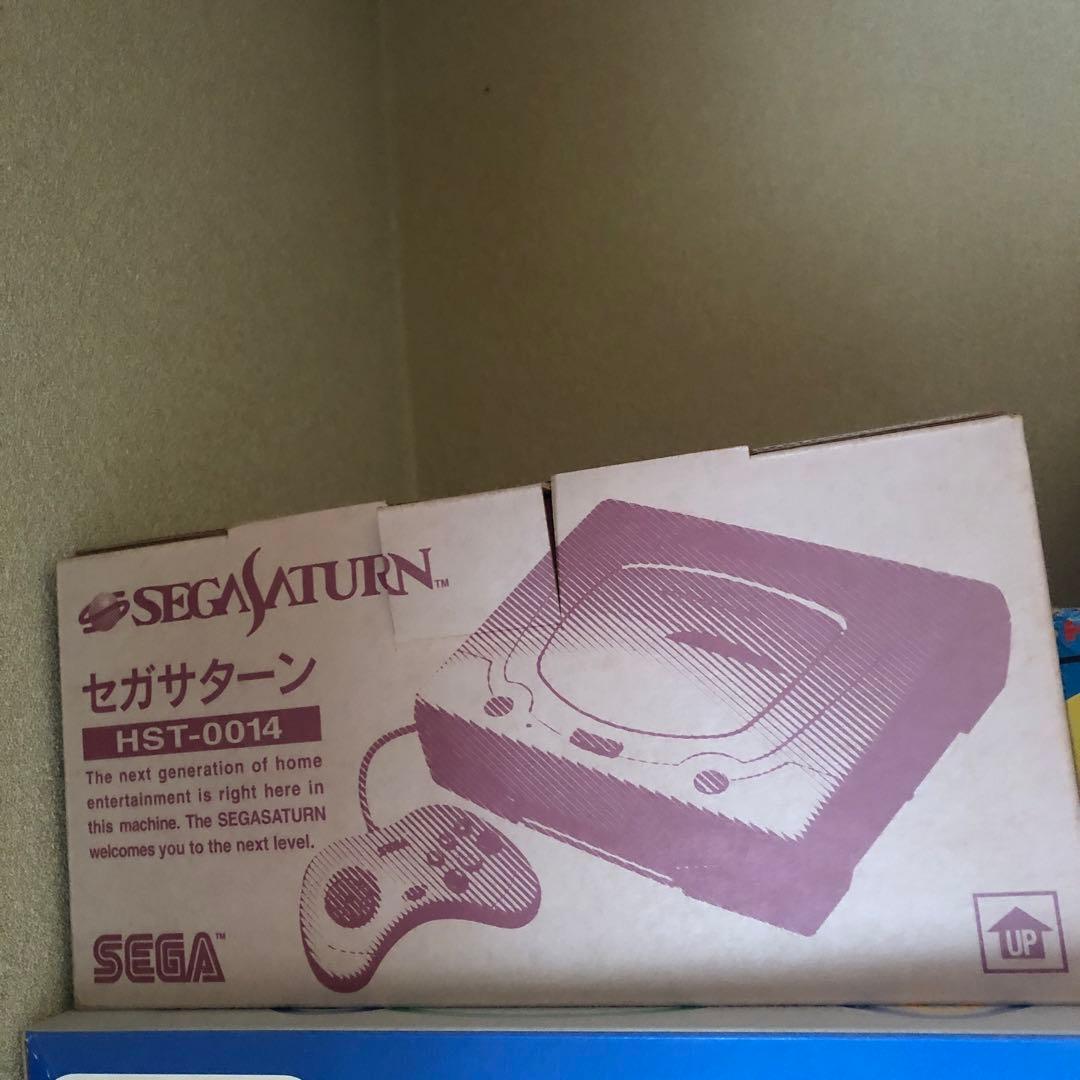 SEGASATURN™
セガサターン
HST-0014
The next generation of home
entertainment is right here in
this machine. The SEGASATURN
welcomes you to the next level.
SEGA
SEGA™
UP